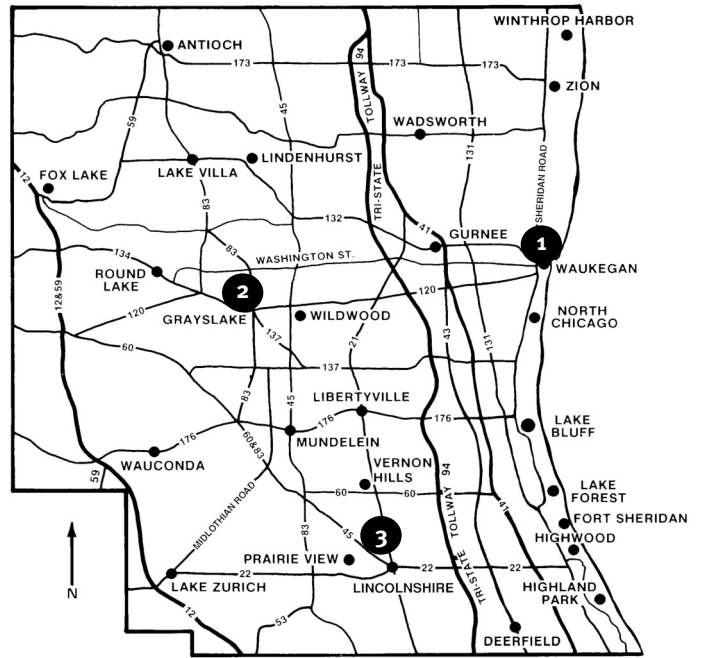 WINTHROP HARBOR
ANTIOCH
94
173
173
173
ZION
TOLLWAY
45
59
WADSWORTH
131
LINDENHURST
LAKE VILLA
SHERIDAN ROAD
12
FOX LAKE
TRI-STATE
83
132
41
GURNEE
1
83
134
WASHINGTON ST.
WAUKEGAN
ROUND
LAKE
12&59
2
120
120
GRAYSLAKE
WILDWOOD
NORTH
CHICAGO
137
43
131
21
60
137
LIBERTYVILLE
83
45
176
176
LAKE
BLUFF
176
MUNDELEIN
60&83
WAUCONDA
VERNON
HILLS
94
59
LAKE
FOREST
60
60
41
MIDLOTHIAN ROAD
TOLLWAY
FORT SHERIDAN
3
45
83
HIGHWOOD
PRAIRIE VIEW
22
22
N
LAKE ZURICH
LINCOLNSHIRE
TRI-STATE
HIGHLAND
PARK
12
53
DEERFIELD